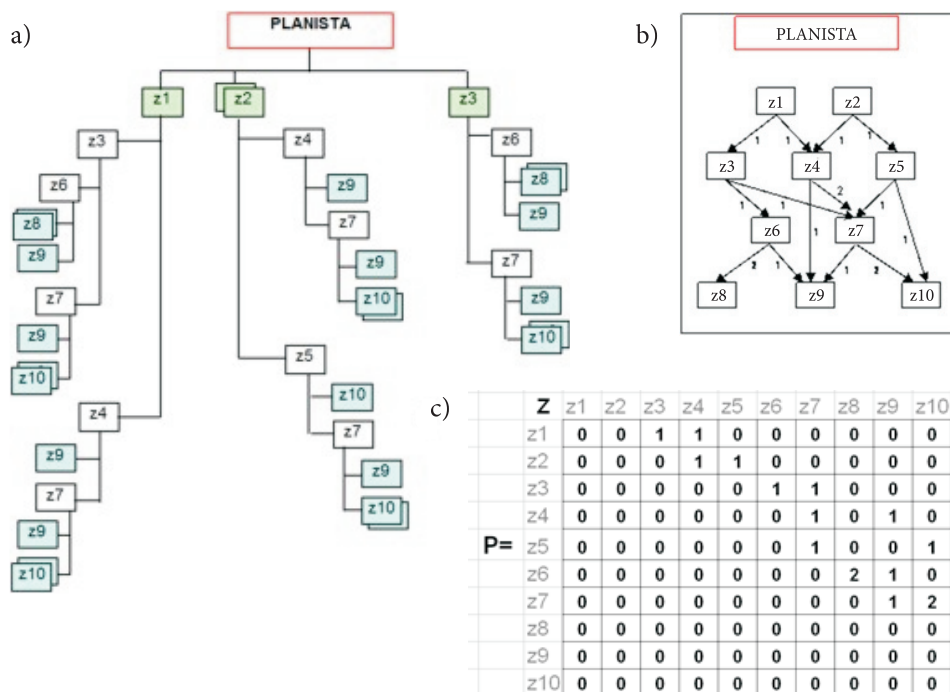 a)
PLANISTA
z1 z2 z3
z3 z4 z6
z6 z9 z8
z8 z7 z9
z9 z9 z7
z7 z10 z9
z9 z5 z10
z10 z10
z4 z7
z9 z9
z7 z10
z9
z10
b)
PLANISTA
z1 z2
1 1 1 1
z3 z4 z5
2
1 1 1
z6 z7
1 1
2 1 1 2
z8 z9 z10
c)
Z z1 z2 z3 z4 z5 z6 z7 z8 z9 z10
z1 0 0 1 1 0 0 0 0 0 0
z2 0 0 0 1 1 0 0 0 0 0
z3 0 0 0 0 0 1 1 0 0 0
z4 0 0 0 0 0 0 1 0 1 0
P= z5 0 0 0 0 0 0 1 0 0 1
z6 0 0 0 0 0 0 0 2 1 0
z7 0 0 0 0 0 0 0 0 1 2
z8 0 0 0 0 0 0 0 0 0 0
z9 0 0 0 0 0 0 0 0 0 0
z10 0 0 0 0 0 0 0 0 0 0